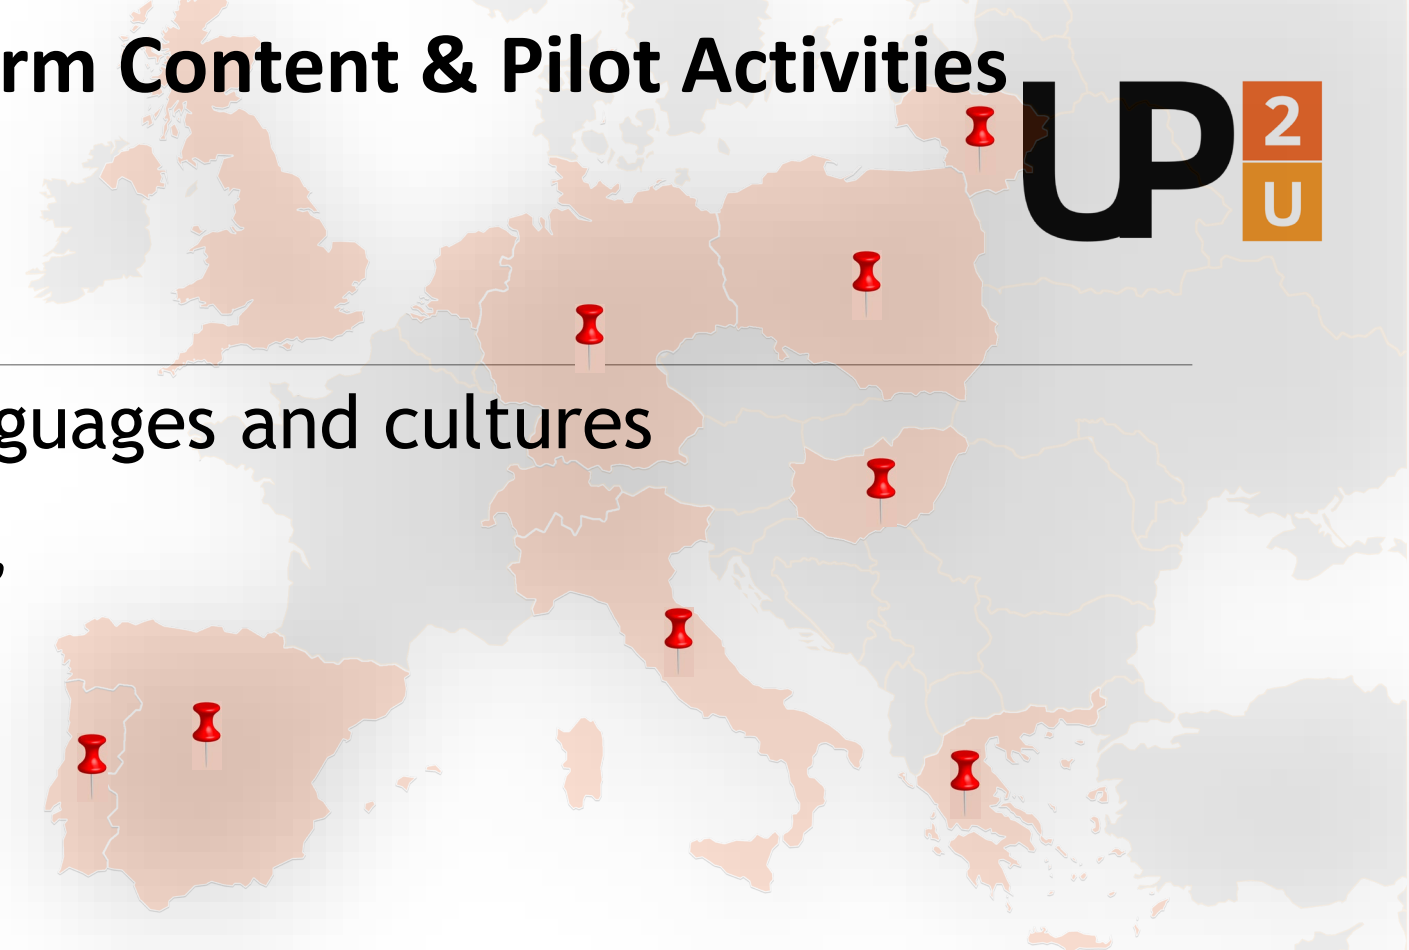 rm Content & Pilot Activities
UP
2
U
guages and cultures
,